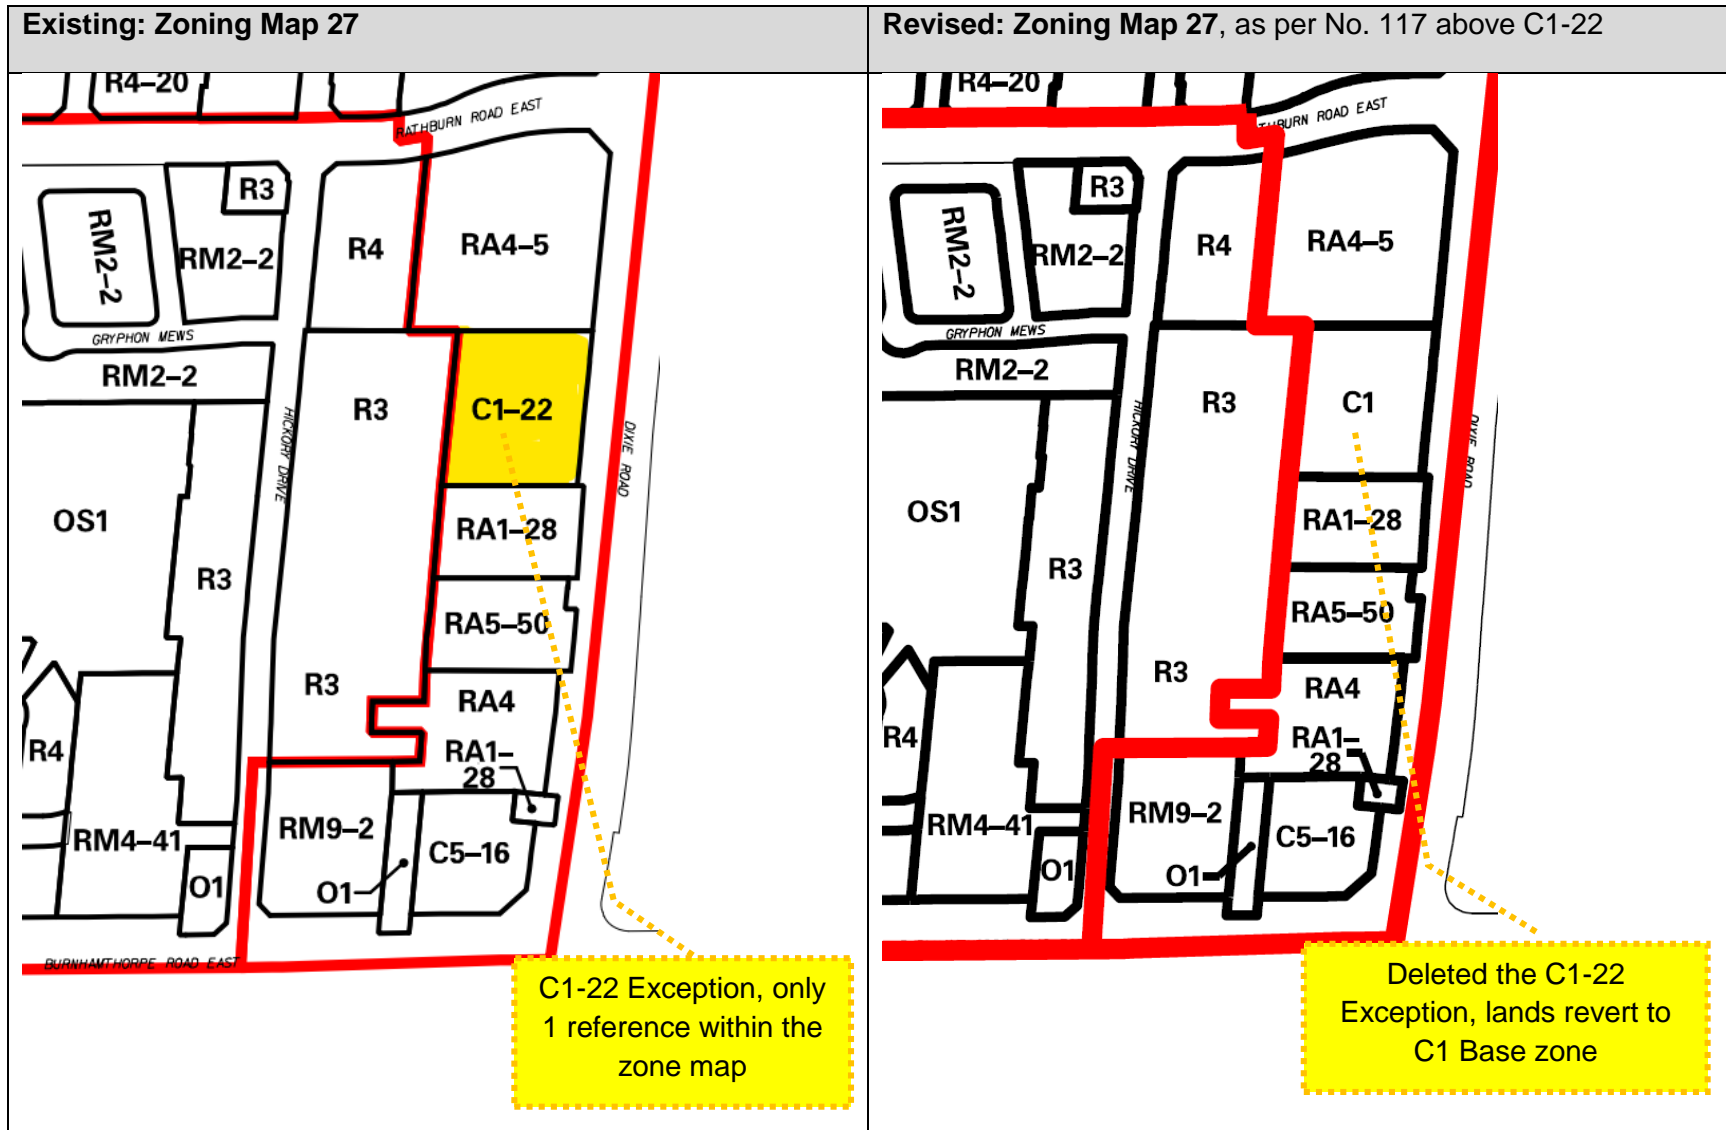 Existing: Zoning Map 27
R4–20
RATHBURN ROAD EAST
R3
RM2–2
RM2–2
R4
RA4–5
GRYPHON MEWS
RM2–2
R3
C1–22
HICKORY DRIVE
DIXIE ROAD
OS1
RA1–28
R3
RA5–50
R3
RA4
R4
RA1–
28
RM9–2
RM4–41
C5–16
O1
O1
BURNHAMTHORPE ROAD EAST
C1-22 Exception, only
1 reference within the
zone map
Revised: Zoning Map 27, as per No. 117 above C1-22
R4–20
THBURN ROAD EAST
R3
RM2–2
RM2–2
R4
RA4–5
GRYPHON MEWS
RM2–2
R3
C1
HICKORY DRIVE
DIXIE ROAD
OS1
RA1–28
R3
RA5–50
R3
RA4
R4
RA1–
28
RM9–2
RM4–41
C5–16
O1
O1
Deleted the C1-22
Exception, lands revert to
C1 Base zone